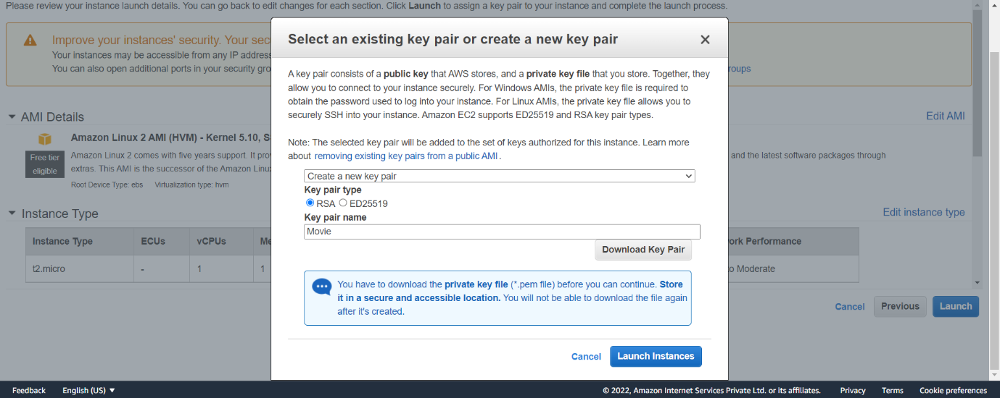 Please review your instance launch details. You can go back to edit changes for each section. Click Launch to assign a key pair to your instance and complete the launch process.
Improve your instances' security. Your sec
Your instances may be accessible from any IP address
You can also open additional ports in your security gro
roups
Select an existing key pair or create a new key pair
A key pair consists of a public key that AWS stores, and a private key file that you store. Together, they
allow you to connect to your instance securely. For Windows AMIs, the private key file is required to
obtain the password used to log into your instance. For Linux AMIs, the private key file allows you to
securely SSH into your instance. Amazon EC2 supports ED25519 and RSA key pair types.
Note: The selected key pair will be added to the set of keys authorized for this instance. Learn more
about removing existing key pairs from a public AMI.
Create a new key pair
Key pair type
RSA ED25519
Key pair name
Movie
Download Key Pair
You have to download the private key file (*.pem file) before you can continue. Store
it in a secure and accessible location. You will not be able to download the file again
after it's created.
Cancel Launch Instances
AMI Details
Edit AMI
Amazon Linux 2 AMI (HVM) - Kernel 5.10, S
Free tier
eligible
Amazon Linux 2 comes with five years support. It prov
and the latest software packages through
extras. This AMI is the successor of the Amazon Linu
Root Device Type: ebs Virtualization type: hvm
Instance Type
Edit instance type
Instance Type ECUs vCPUs Me
ork Performance
t2.micro - 1 1
o Moderate
Cancel Previous Launch
Feedback English (US) © 2022, Amazon Internet Services Private Ltd. or its affiliates. Privacy Terms Cookie preferences